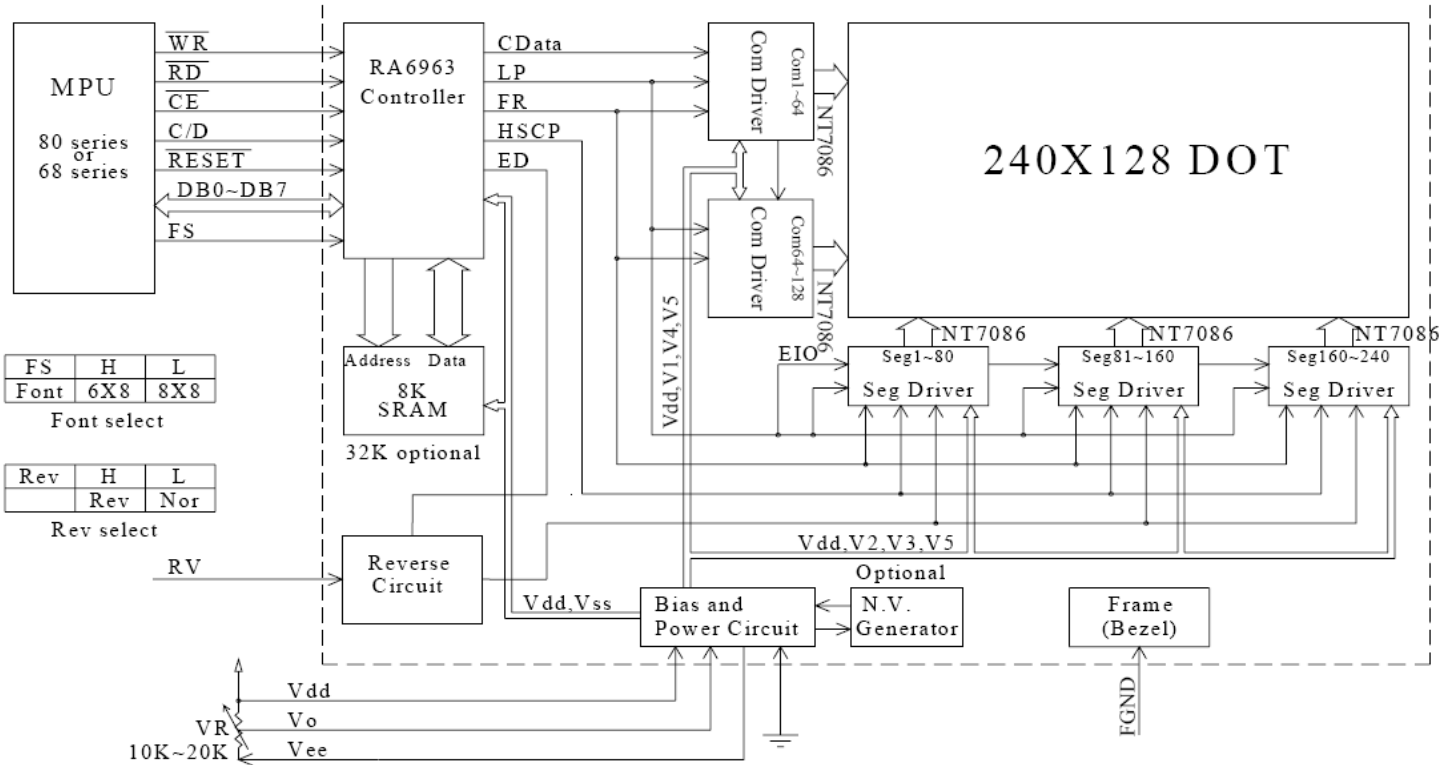 MPU
80 series
or
68 series
WR
RD
CE
C/D
RESET
DB0~DB7
FS
RA6963
Controller
CData
LP
FR
HSCP
ED
Com Driver
Com1~64
NT7086
Com Driver
Com64~128
NT7086
240X128 DOT
Address Data
8K
SRAM
32K optional
Vdd,V1,V4,V5
EIO
NT7086
Seg1~80
Seg Driver
NT7086
Seg81~160
Seg Driver
NT7086
Seg160~240
Seg Driver
FS H L
Font 6X8 8X8
Font select
Rev H L
Rev Nor
Rev select
RV
Reverse
Circuit
Vdd,V2,V3,V5
Optional
Vdd,Vss
Bias and
Power Circuit
N.V.
Generator
Frame
(Bezel)
FGND
Vdd
VR
Vo
10K~20K
Vee